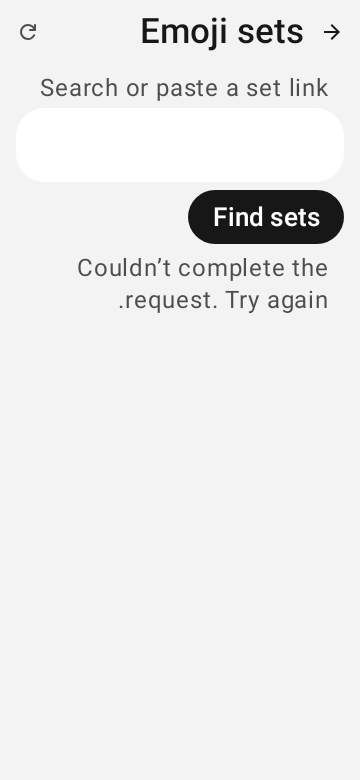 Emoji sets
Search or paste a set link
Find sets
Couldn’t complete the
.request. Try again